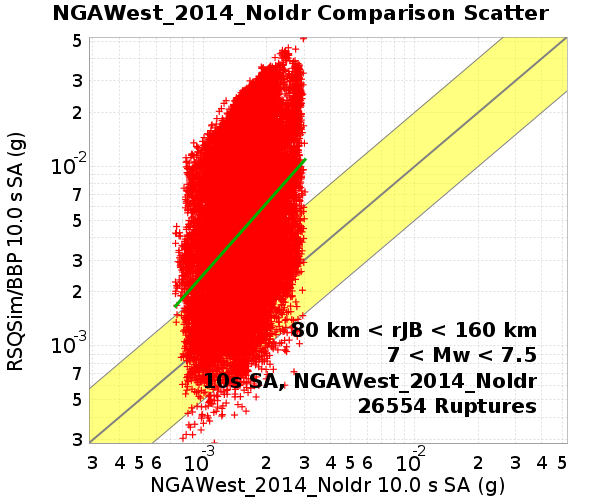 NGAWest_2014_NoIdr Comparison Scatter
RSQSim/BBP 10.0 s SA (g)
5
3
2
10-2
7
5
3
2
10-3
7
5
3
80 km < rJB < 160 km
7 < Mw < 7.5
10s SA, NGAWest_2014_NoIdr
26554 Ruptures
3 4 5 6 10-3 2 3 4 5 6 10-2 2 3 4 5
NGAWest_2014_NoIdr 10.0 s SA (g)